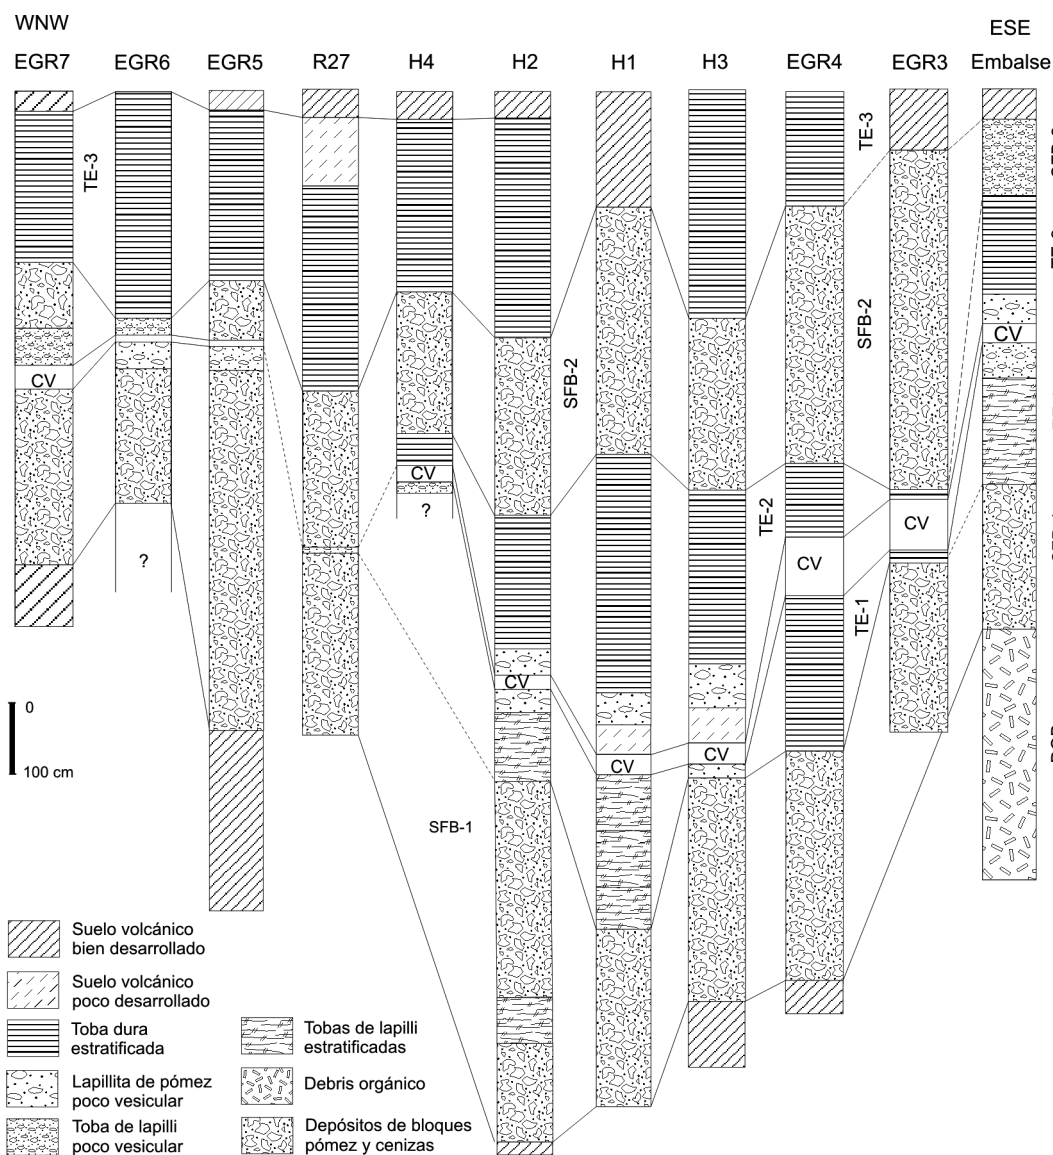 WNW
ESE
EGR7 EGR6 EGR5 R27 H4 H2 H1 H3 EGR4 EGR3 Embalse
TE-3
TE-3
SFB-2
SFB-2
CV
CV
CV
CV
CV
CV
CV
CV
?
?
TE-2
TE-1
SFB-1
0
100 cm
Suelo volcánico
bien desarrollado
Suelo volcánico
poco desarrollado
Toba dura
estratificada
Lapillita de pómez
poco vesicular
Toba de lapilli
poco vesicular
Tobas de lapilli
estratificadas
Debris orgánico
Depósitos de bloques
pómez y cenizas